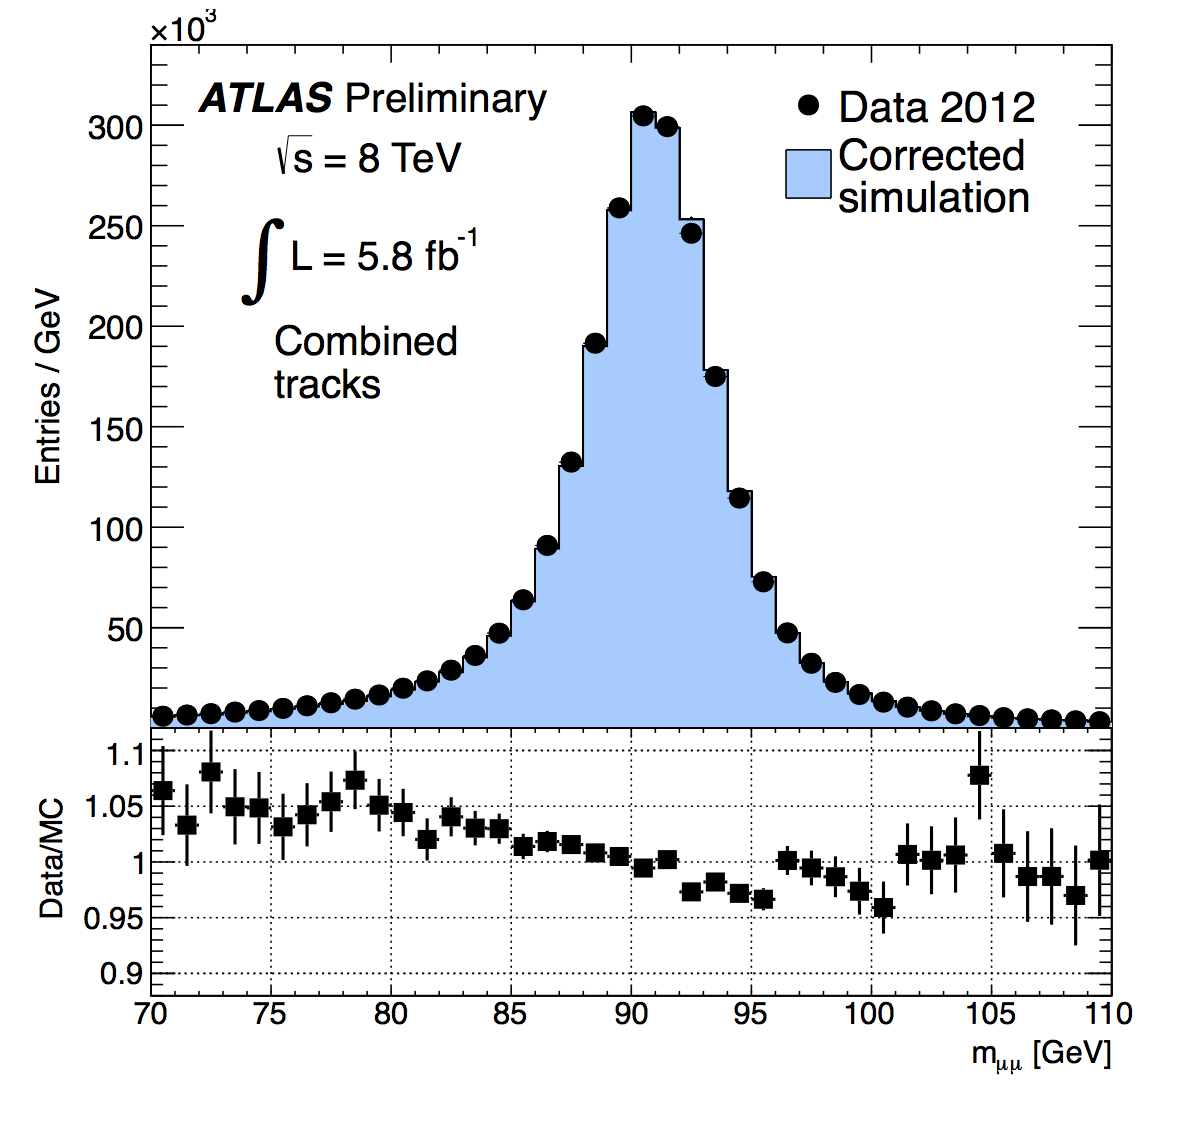 ×10³
ATLAS Preliminary
√s = 8 TeV
∫ L = 5.8 fb⁻¹
Combined
tracks
Data 2012
Corrected
simulation
Entries / GeV
300
250
200
150
100
50
Data/MC
1.1
1.05
1
0.95
0.9
70 75 80 85 90 95 100 105 110
mμμ [GeV]